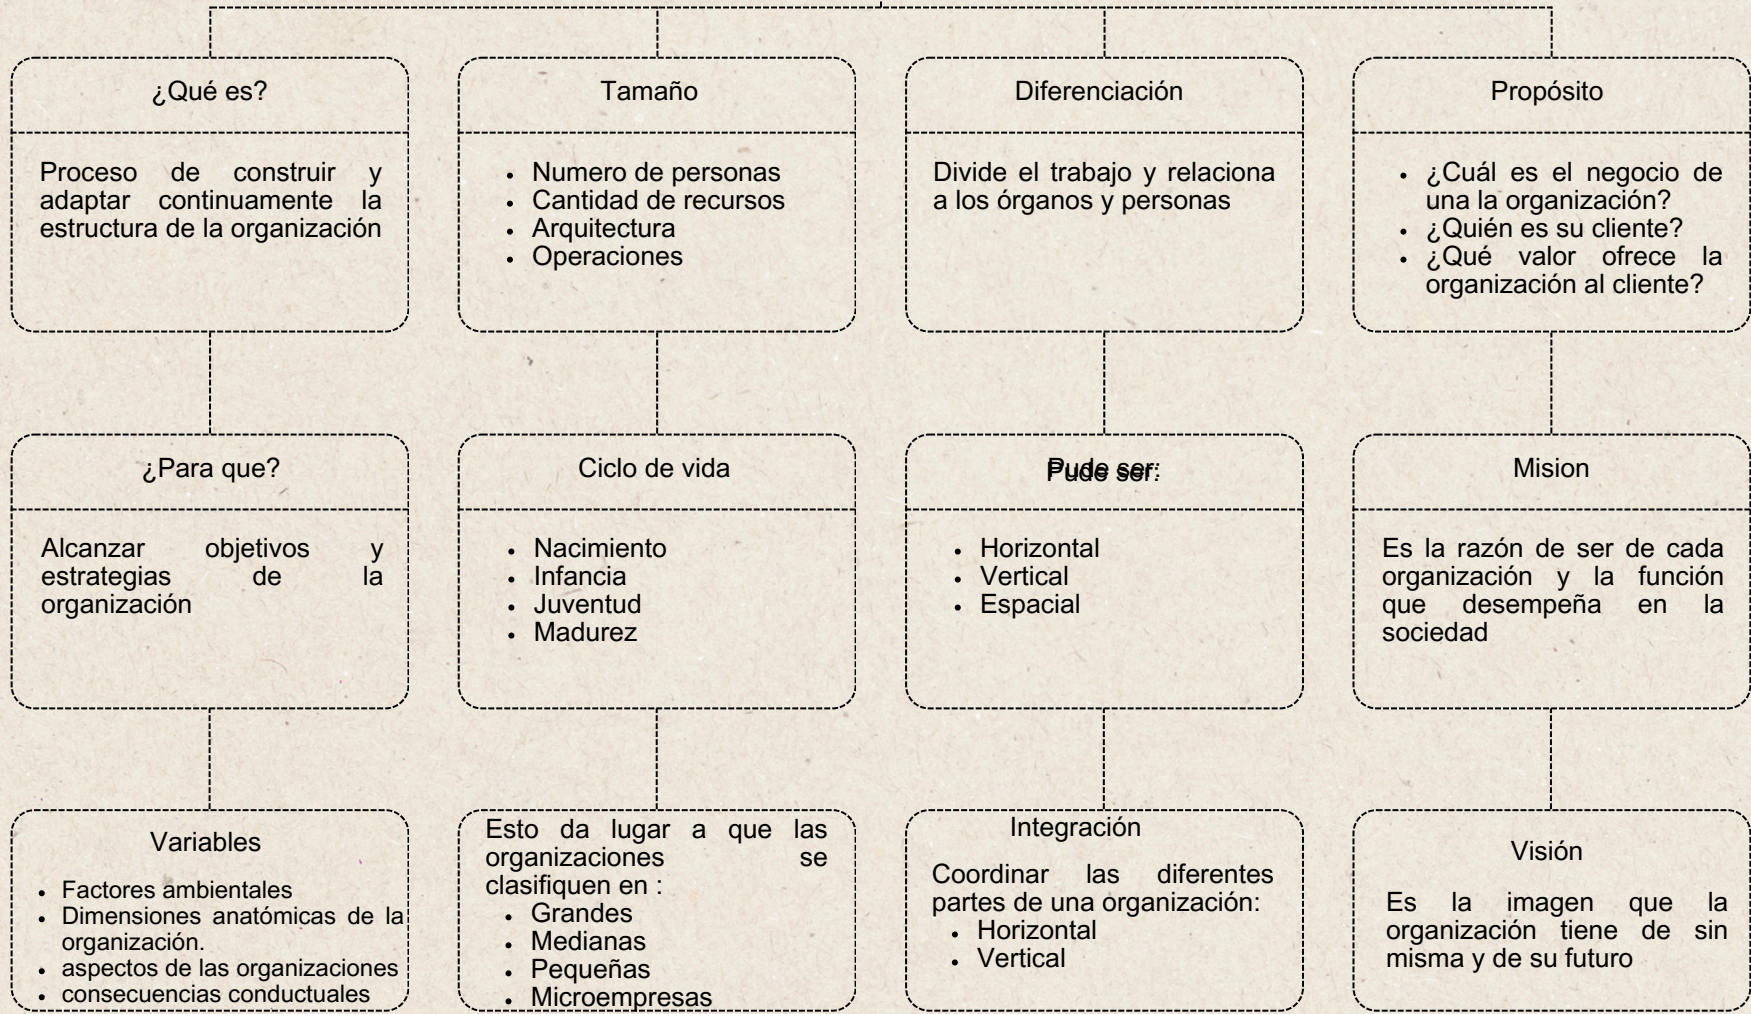 ¿Qué es?
Proceso de construir y
adaptar continuamente la
estructura de la organización
Tamaño
• Numero de personas
• Cantidad de recursos
• Arquitectura
• Operaciones
Diferenciación
Divide el trabajo y relaciona
a los órganos y personas
Propósito
• ¿Cuál es el negocio de
una la organización?
• ¿Quién es su cliente?
• ¿Qué valor ofrece la
organización al cliente?
¿Para que?
Alcanzar objetivos y
estrategias de la
organización
Ciclo de vida
• Nacimiento
• Infancia
• Juventud
• Madurez
Pude ser:
Pude ser:
• Horizontal
• Vertical
• Espacial
Mision
Es la razón de ser de cada
organización y la función
que desempeña en la
sociedad
Variables
• Factores ambientales
• Dimensiones anatómicas de la
organización.
• aspectos de las organizaciones
• consecuencias conductuales
Esto da lugar a que las
organizaciones se
clasifiquen en :
• Grandes
• Medianas
• Pequeñas
• Microempresas
Integración
Coordinar las diferentes
partes de una organización:
• Horizontal
• Vertical
Visión
Es la imagen que la
organización tiene de sin
misma y de su futuro